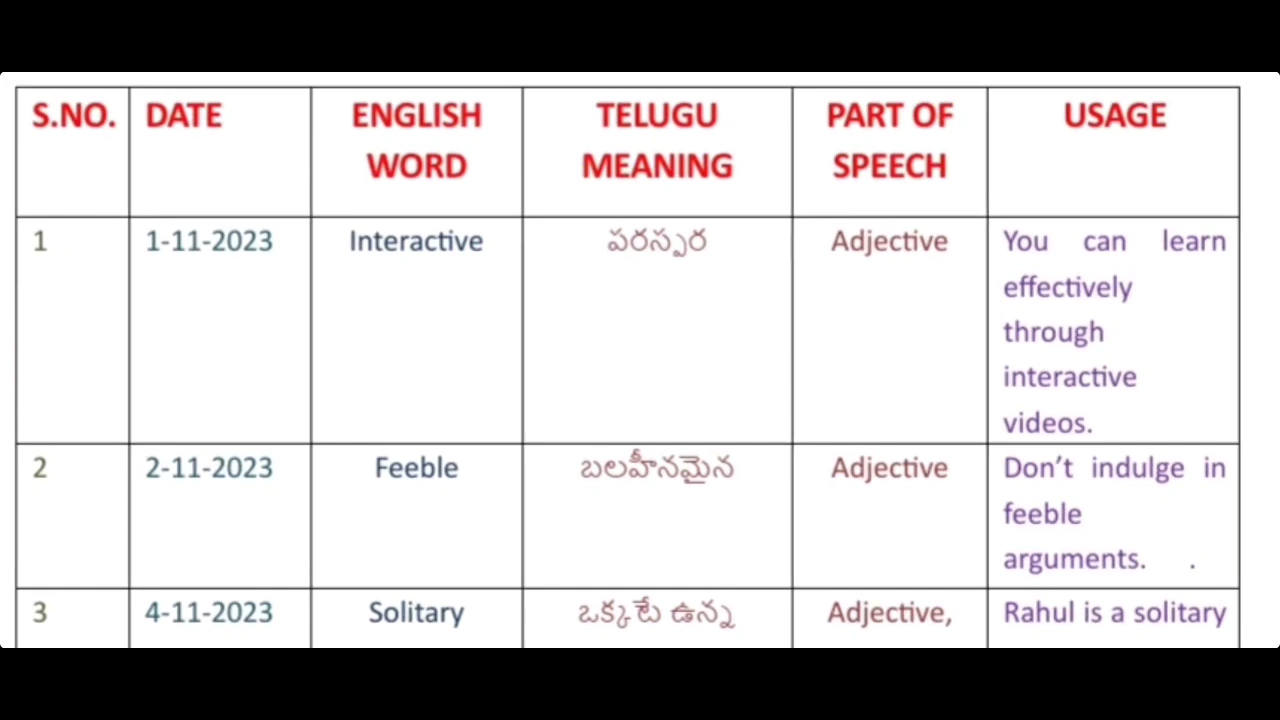 S.NO. DATE ENGLISH WORD TELUGU MEANING PART OF SPEECH USAGE
1 1-11-2023 Interactive పరస్పర Adjective You can learn
effectively
through
interactive
videos.
2 2-11-2023 Feeble బలహీనమైన Adjective Don't indulge in
feeble
arguments. .
3 4-11-2023 Solitary ఒక్కటే ఉన్న Adjective, Rahul is a solitary